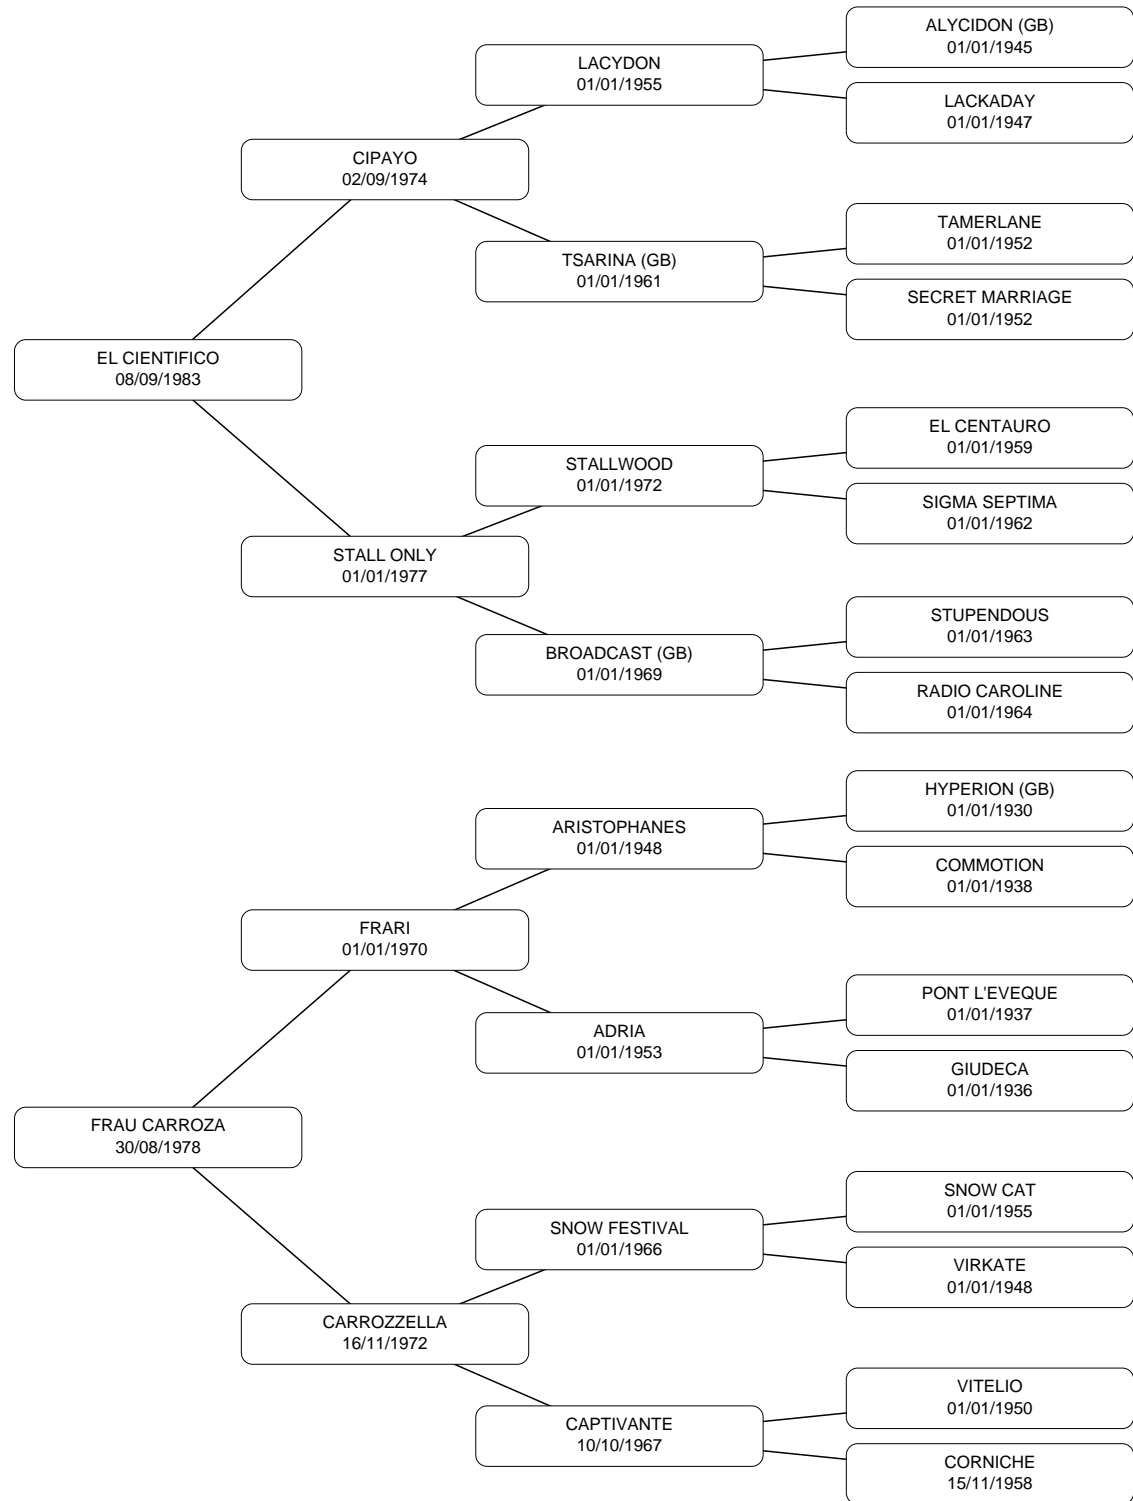 ALYCIDON (GB)
01/01/1945
LACYDON
01/01/1955
LACKADAY
01/01/1947
CIPAYO
02/09/1974
TAMERLANE
01/01/1952
TSARINA (GB)
01/01/1961
SECRET MARRIAGE
01/01/1952
EL CIENTIFICO
08/09/1983
EL CENTAURO
01/01/1959
STALLWOOD
01/01/1972
SIGMA SEPTIMA
01/01/1962
STALL ONLY
01/01/1977
STUPENDOUS
01/01/1963
BROADCAST (GB)
01/01/1969
RADIO CAROLINE
01/01/1964
HYPERION (GB)
01/01/1930
ARISTOPHANES
01/01/1948
COMMOTION
01/01/1938
FRARI
01/01/1970
PONT L'EVEQUE
01/01/1937
ADRIA
01/01/1953
GIUDECA
01/01/1936
FRAU CARROZA
30/08/1978
SNOW CAT
01/01/1955
SNOW FESTIVAL
01/01/1966
VIRKATE
01/01/1948
CARROZZELLA
16/11/1972
VITELIO
01/01/1950
CAPTIVANTE
10/10/1967
CORNICHE
15/11/1958